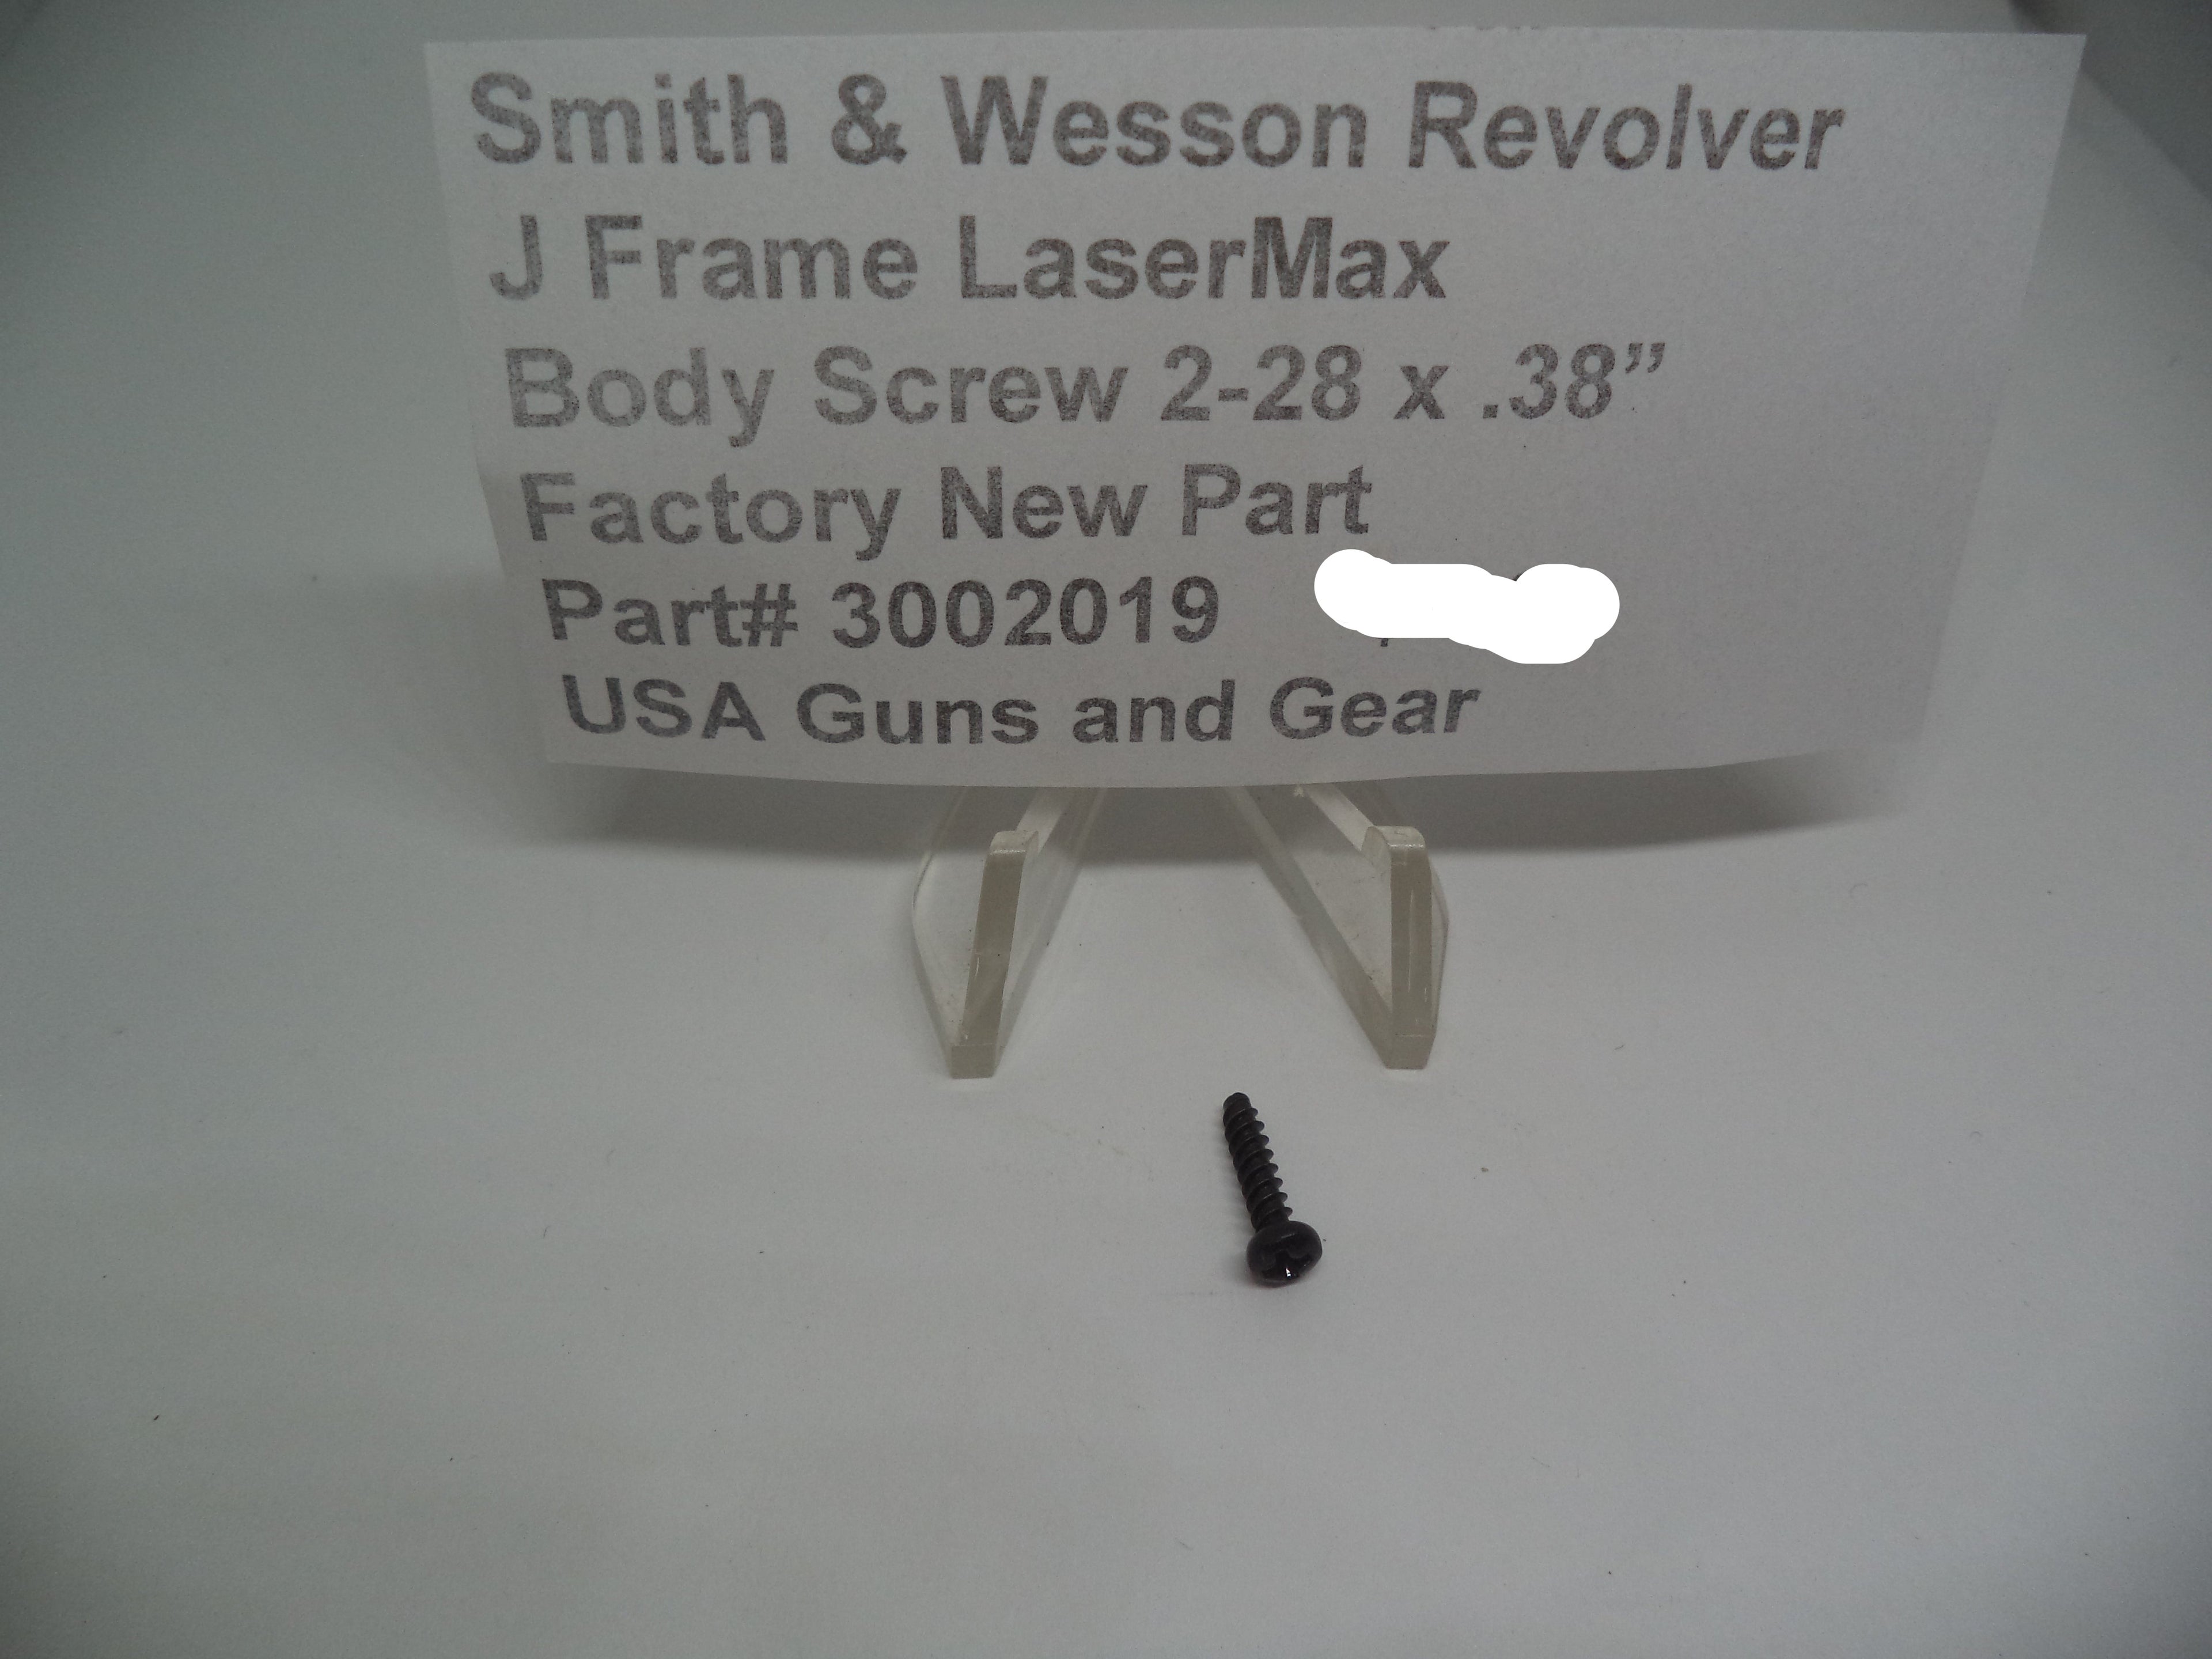 Smith & Wesson Revolver
J Frame LaserMax
Body Screw 2-28 x .38”
Factory New Part
Part# 3002019
USA Guns and Gear